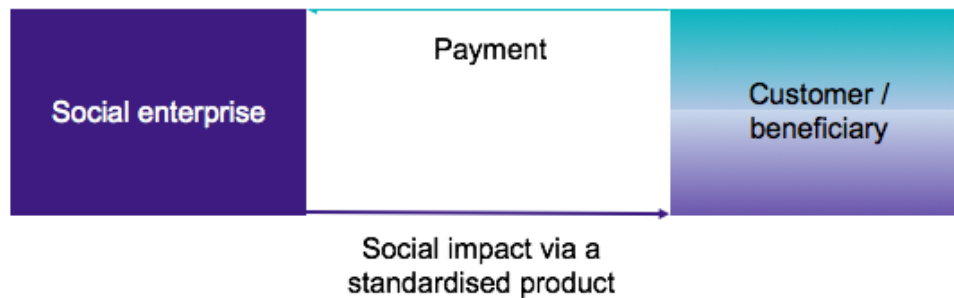 Payment
Social enterprise
Customer /
beneficiary
Social impact via a
standardised product